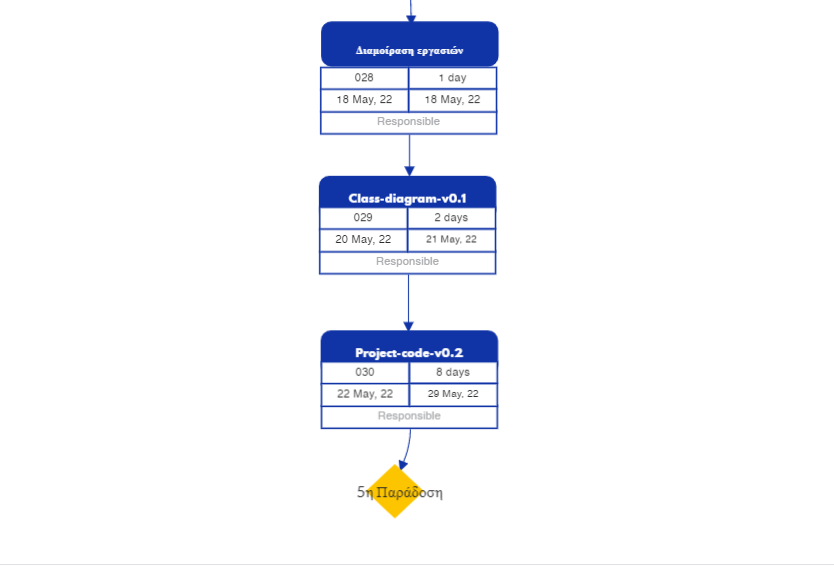 Διαμοίραση εργασιών
028 1 day
18 May, 22 18 May, 22
Responsible
Class-diagram-v0.1
029 2 days
20 May, 22 21 May, 22
Responsible
Project-code-v0.2
030 8 days
22 May, 22 29 May, 22
Responsible
5η Παράδοση